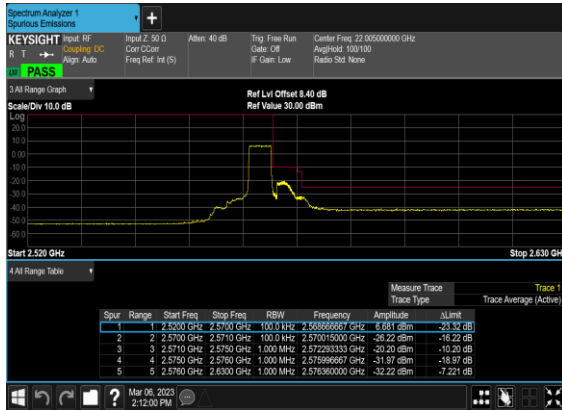 Spectrum Analyzer 1
Spurious Emissions
+
KEYSIGHT Input: RF Input Z: 50 Ω Atten: 40 dB Trig: Free Run Center Freq: 22.005000000 GHz
R T Coupling: DC Corr CCorr Gate: Off Avg|Hold: 100/100
Align: Auto Freq Ref: Int (S) IF Gain: Low Radio Std: None
PASS
3 All Range Graph
Ref Lvl Offset 8.40 dB
Scale/Div 10.0 dB Ref Value 30.00 dBm
Log
20.0
10.0
0.00
-10.0
-20.0
-30.0
-40.0
-50.0
-60.0
Start 2.520 GHz Stop 2.630 GH
4 All Range Table
Measure Trace Trace 1
Trace Type Trace Average (Active)
Spur Range Start Freq Stop Freq RBW Frequency Amplitude ΔLimit
1 1 2.5200 GHz 2.5700 GHz 100.0 kHz 2.568666667 GHz 6.681 dBm -23.32 dB
2 2 2.5700 GHz 2.5710 GHz 100.0 kHz 2.570015000 GHz -26.22 dBm -16.22 dB
3 3 2.5710 GHz 2.5750 GHz 1.000 MHz 2.572293333 GHz -20.20 dBm -10.20 dB
4 4 2.5750 GHz 2.5760 GHz 1.000 MHz 2.575996667 GHz -31.97 dBm -18.97 dB
5 5 2.5760 GHz 2.6300 GHz 1.000 MHz 2.576360000 GHz -32.22 dBm -7.221 dB
? Mar 06, 2023
2:12:00 PM